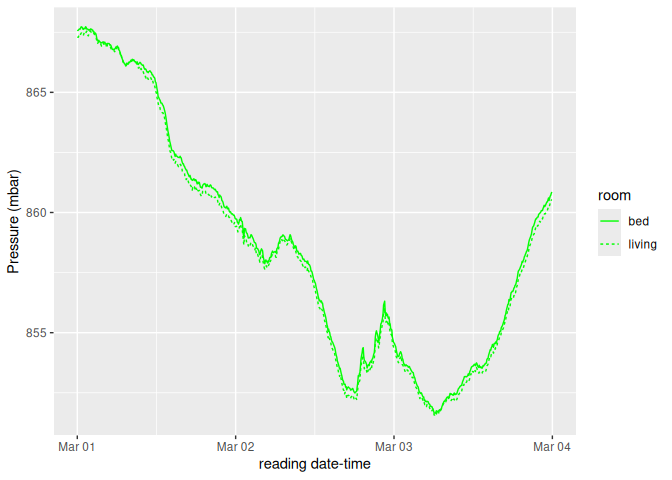 865
860
855
Pressure (mbar)
Mar 01
Mar 02
Mar 03
Mar 04
reading date-time
room
bed
living